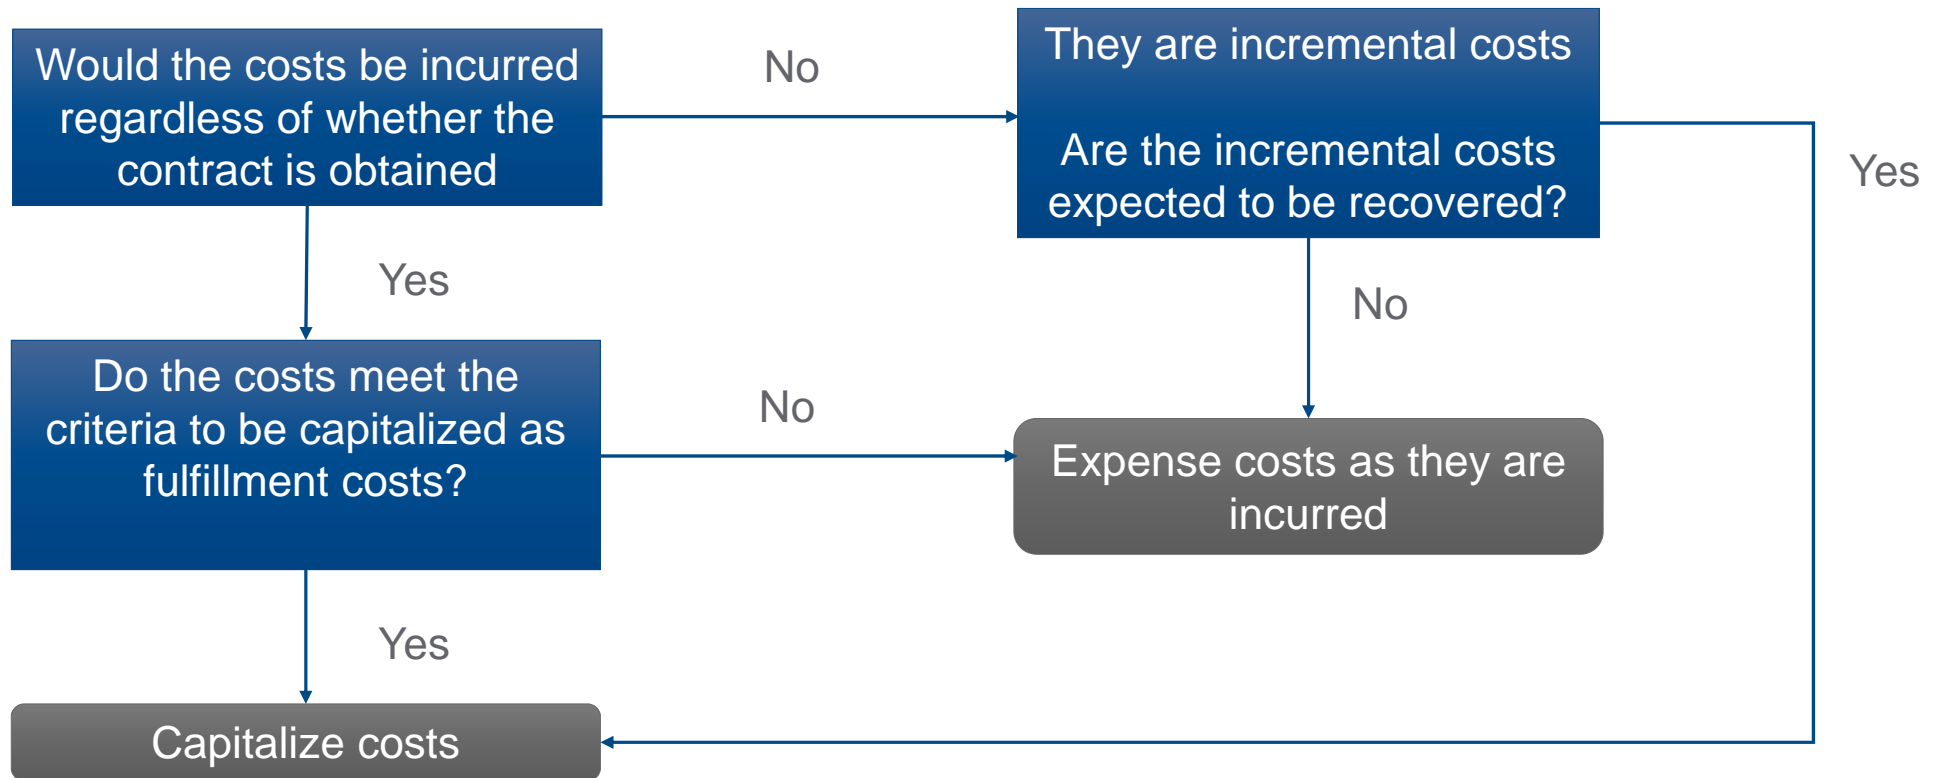 Would the costs be incurred
regardless of whether the
contract is obtained
No
They are incremental costs
Are the incremental costs
expected to be recovered?
Yes
Yes
No
Do the costs meet the
criteria to be capitalized as
fulfillment costs?
No
Expense costs as they are
incurred
Yes
Capitalize costs